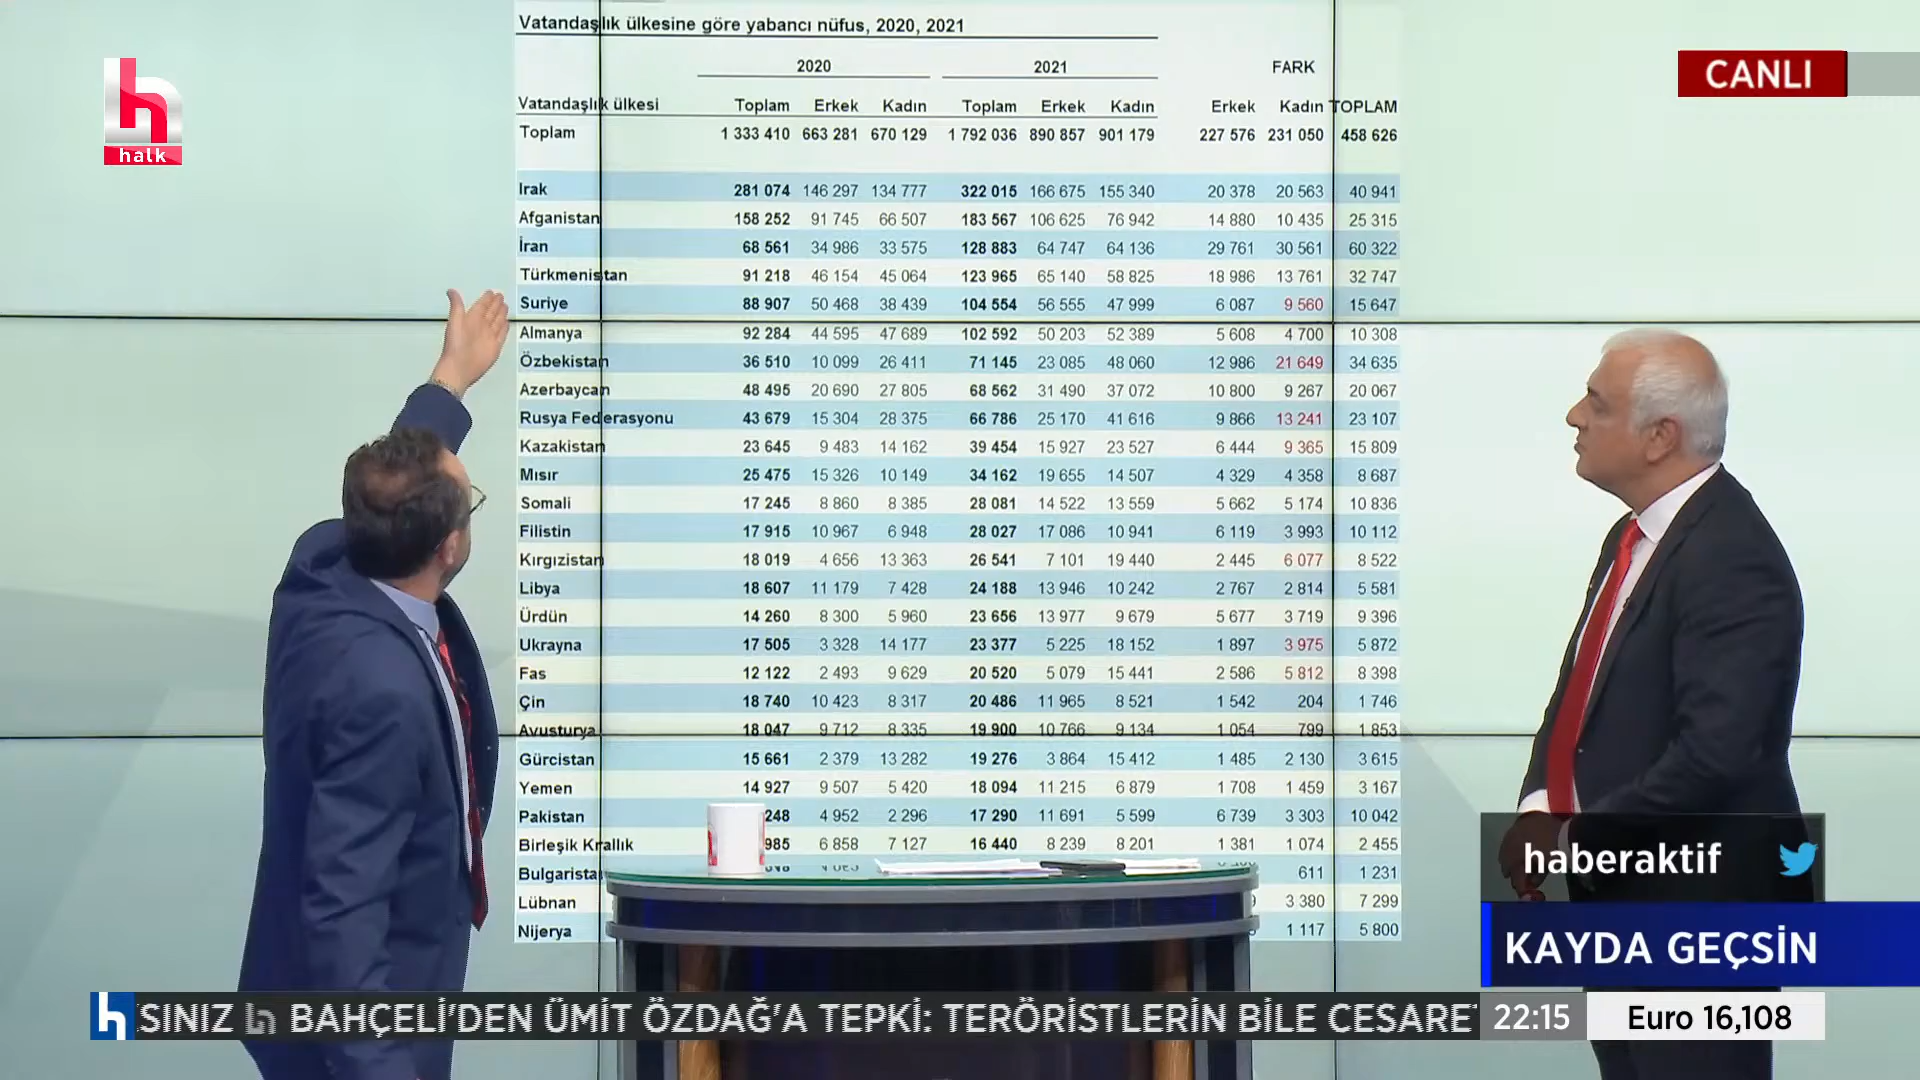 Vatandaşlık ülkesine göre yabancı nüfus, 2020, 2021
2020 2021 FARK
Vatandaşlık ülkesi Toplam Erkek Kadın Toplam Erkek Kadın Erkek Kadın TOPLAM
Toplam 1 333 410 663 281 670 129 1 792 036 890 857 901 179 227 576 231 050 458 626
Irak 281 074 146 297 134 777 322 015 166 675 155 340 20 378 20 563 40 941
Afganistan 158 252 91 745 66 507 183 567 106 625 76 942 14 880 10 435 25 315
İran 68 561 34 986 33 575 128 883 64 747 64 136 29 761 30 561 60 322
Türkmenistan 91 218 46 154 45 064 123 965 65 140 58 825 18 986 13 761 32 747
Suriye 88 907 50 468 38 439 104 554 56 555 47 999 6 087 9 560 15 647
Almanya 92 284 44 595 47 689 102 592 50 203 52 389 5 608 4 700 10 308
Özbekistan 36 510 10 099 26 411 71 145 23 085 48 060 12 986 21 649 34 635
Azerbaycan 48 495 20 690 27 805 68 562 31 490 37 072 10 800 9 267 20 067
Rusya Federasyonu 43 679 15 304 28 375 66 786 25 170 41 616 9 866 13 241 23 107
Kazakistan 23 645 9 483 14 162 39 454 15 927 23 527 6 444 9 365 15 809
Mısır 25 475 15 326 10 149 34 162 19 655 14 507 4 329 4 358 8 687
Somali 17 245 8 860 8 385 28 081 14 522 13 559 5 662 5 174 10 836
Filistin 17 915 10 967 6 948 28 027 17 086 10 941 6 119 3 993 10 112
Kırgızistan 18 019 4 656 13 363 26 541 7 101 19 440 2 445 6 077 8 522
Libya 18 607 11 179 7 428 24 188 13 946 10 242 2 767 2 814 5 581
Ürdün 14 260 8 300 5 960 23 656 13 977 9 679 5 677 3 719 9 396
Ukrayna 17 505 3 328 14 177 23 377 5 225 18 152 1 897 3 975 5 872
Fas 12 122 2 493 9 629 20 520 5 079 15 441 2 586 5 812 8 398
Çin 18 740 10 423 8 317 20 486 11 965 8 521 1 542 204 1 746
Avusturya 18 047 9 712 8 335 19 900 10 766 9 134 1 054 799 1 853
Gürcistan 15 661 2 379 13 282 19 276 3 864 15 412 1 485 2 130 3 615
Yemen 14 927 9 507 5 420 18 094 11 215 6 879 1 708 1 459 3 167
Pakistan 248 4 952 2 296 17 290 11 691 5 599 6 739 3 303 10 042
Birleşik Krallık 985 6 858 7 127 16 440 8 239 8 201 1 381 1 074 2 455
Bulgaristan 611 1 231
Lübnan 3 380 7 299
Nijerya 1 117 5 800
h
halk
CANLI
haberaktif
KAYDA GEÇSİN
h SINIZ h BAHÇELİ'DEN ÜMİT ÖZDAĞ'A TEPKİ: TERÖRİSTLERİN BİLE CESARE
22:15 Euro 16,108